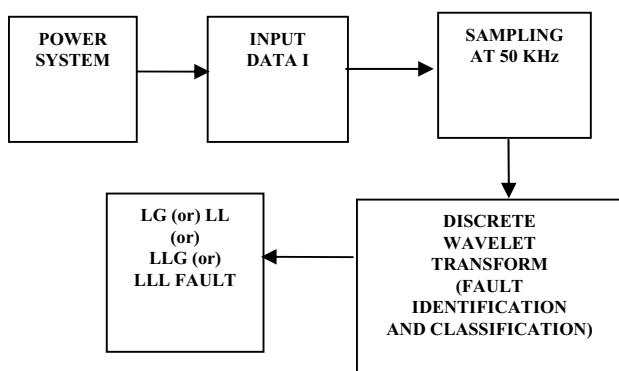 POWER
SYSTEM
INPUT
DATA I
SAMPLING
AT 50 KHz
LG (or) LL
(or)
LLG (or)
LLL FAULT
DISCRETE
WAVELET
TRANSFORM
(FAULT
IDENTIFICATION
AND CLASSIFICATION)